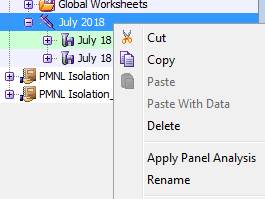 Global Worksheets
July 2018
July 18
July 18
PMNL Isolation
PMNL Isolation_
Cut
Copy
Paste
Paste With Data
Delete
Apply Panel Analysis
Rename